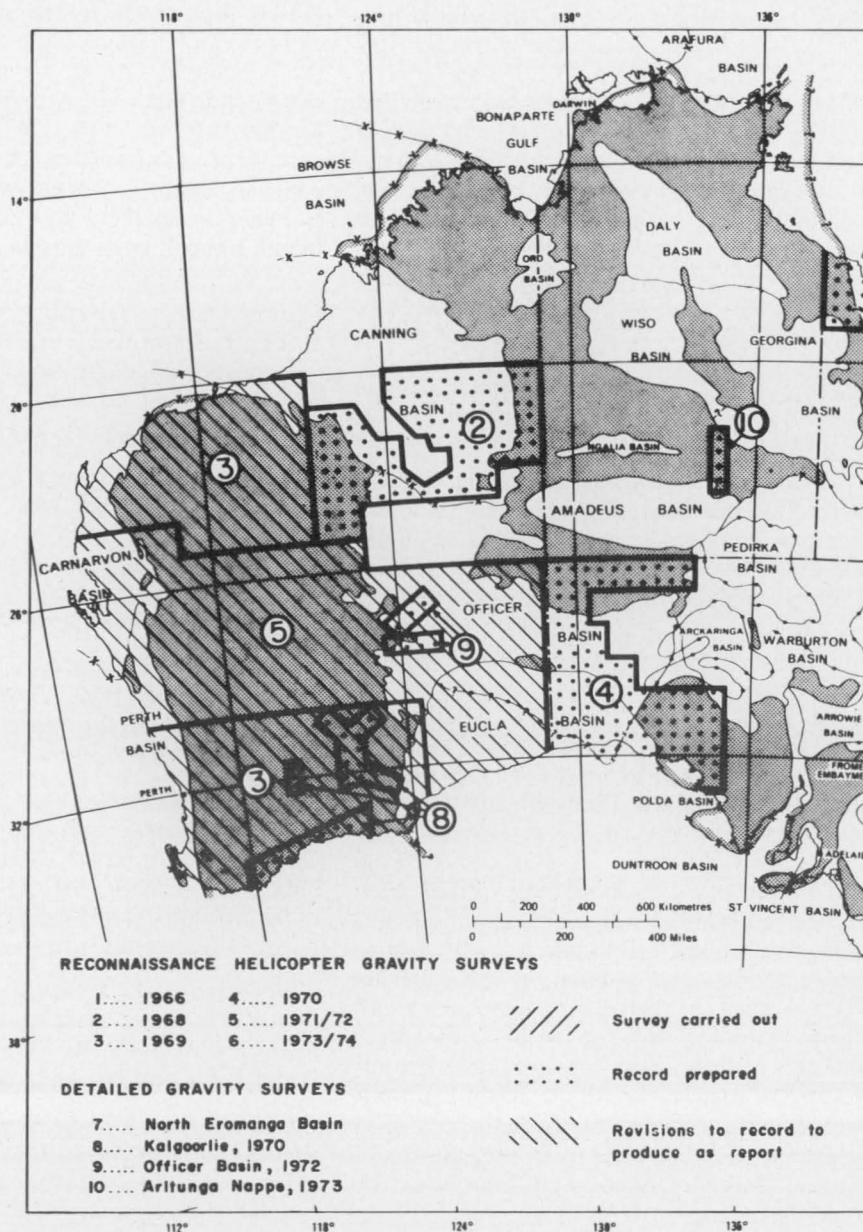 118° 124° 130° 136°
ARAFURA
BASIN
DARWIN
BONAPARTE
GULF
BASIN
BROWSE
BASIN
14°
DALY
BASIN
ORD
BASIN
CANNING
WISO
BASIN
GEORGINA
20°
BASIN
2
BASIN
10
NGALIA BASIN
3
AMADEUS BASIN
CARNARVON
BASIN
PEDIRKA
BASIN
26°
5
OFFICER
BASIN
9
ARCKARINGA
BASIN
WARBURTON
BASIN
4
PERTH
BASIN
EUCLA
BASIN
ARROWIE
BASIN
FROME
EMBAYME
PERTH
3
8
POLDA BASIN
32°
ADELAIDE
DUNTROON BASIN
ST VINCENT BASIN
0 200 400 600 Kilometres
0 200 400 Miles
RECONNAISSANCE HELICOPTER GRAVITY SURVEYS
1 .... 1966 4 .... 1970
2 .... 1968 5 .... 1971/72
3 .... 1969 6 .... 1973/74
Survey carried out
38°
Record prepared
DETAILED GRAVITY SURVEYS
7 .... North Eromanga Basin
8 .... Kalgoorlie, 1970
9 .... Officer Basin, 1972
10 .... Arltunga Nappe, 1973
Revisions to record to
produce as report
112° 118° 124° 130° 136°